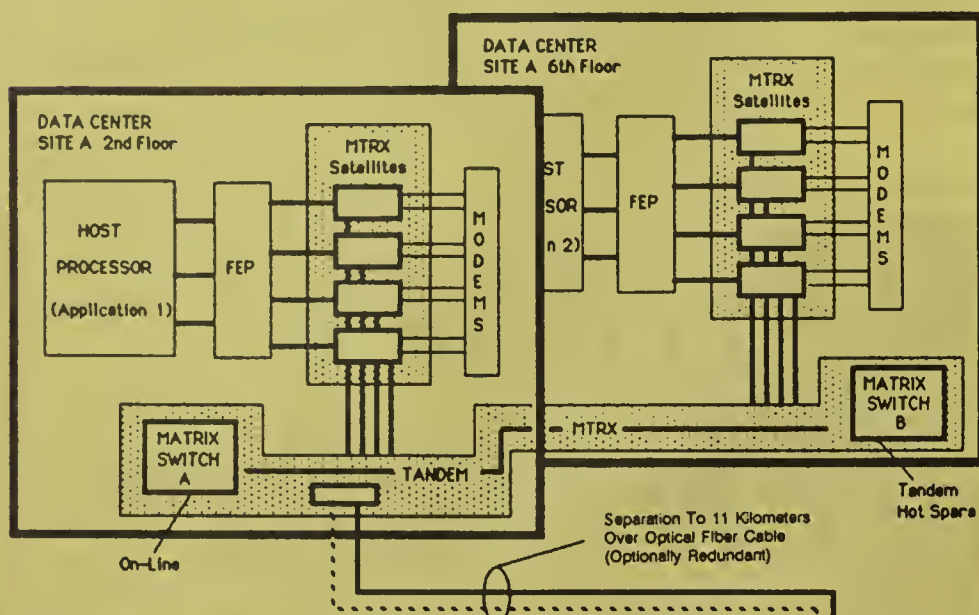 DATA CENTER
SITE A 6th Floor
MTRX
Satellites
ST
SOR
n 2)
FEP
MODEMS
MATRIX
SWITCH
B
Tandem
Hot Spare
DATA CENTER
SITE A 2nd Floor
MTRX
Satellites
HOST
PROCESSOR
(Application 1)
FEP
MODEMS
MATRIX
SWITCH
A
TANDEM
MTRX
On-Line
Separation To 11 Kilometers
Over Optical Fiber Cable
(Optionally Redundant)